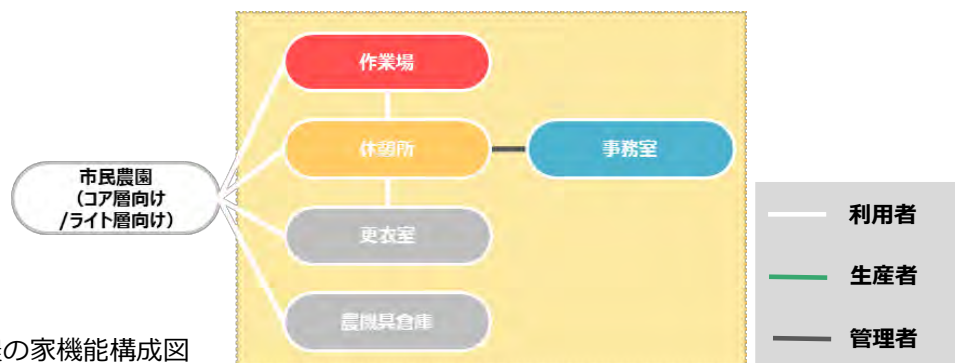 作業場
休憩所
事務室
市民農園
(コア層向け
/ライト層向け)
更衣室
農機具倉庫
利用者
生産者
管理者
の家機能構成図